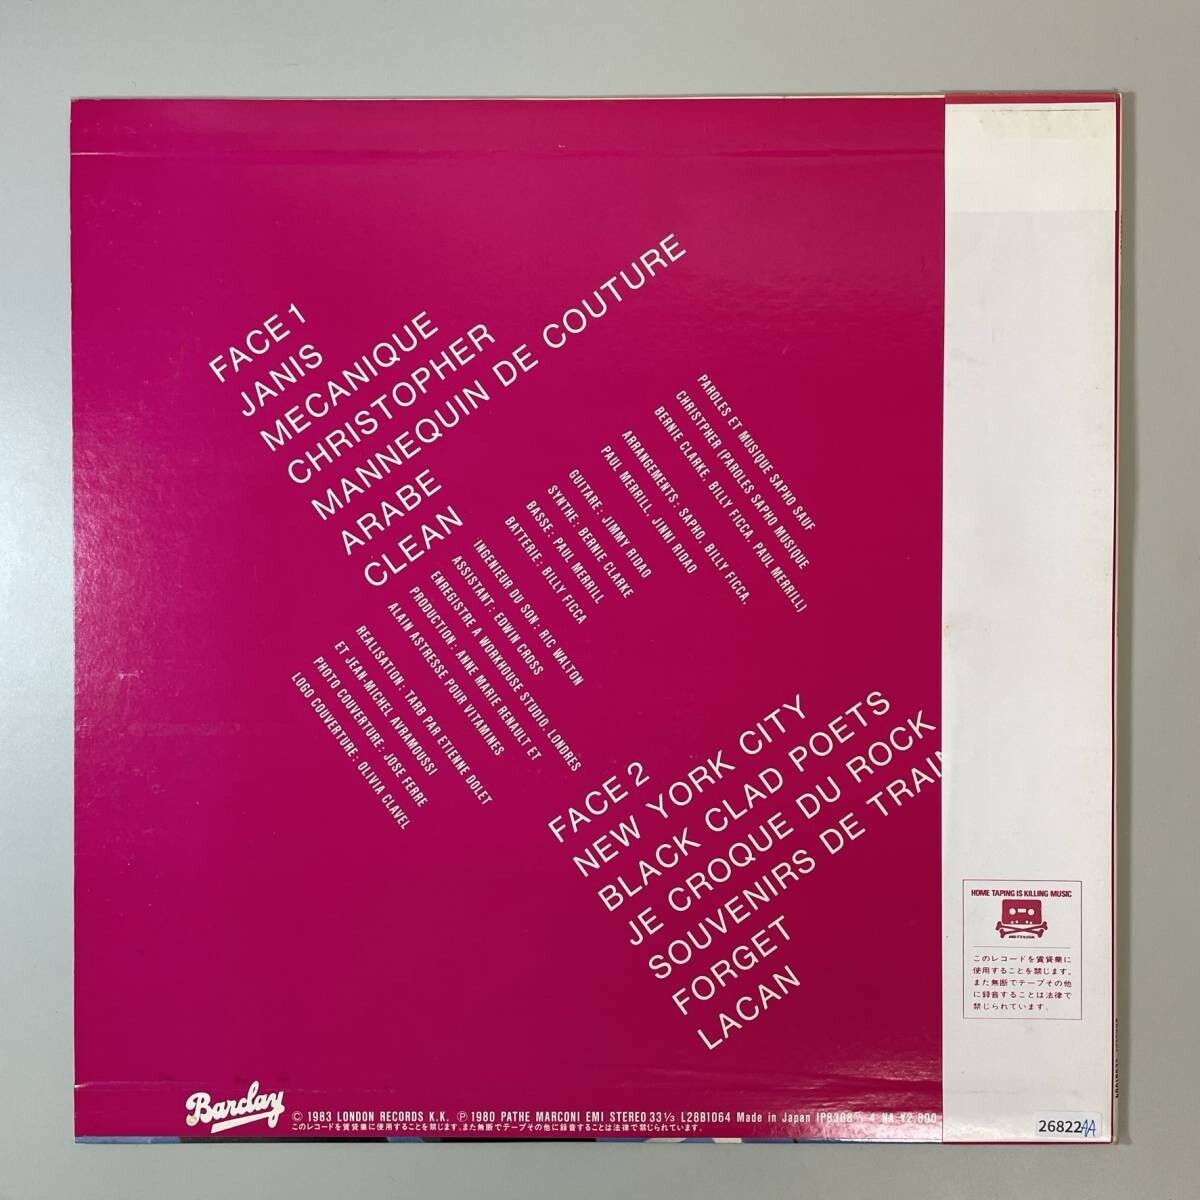 FACE 1
JANIS
MECANIQUE
CHRISTOPHER
MANNEQUIN DE COUTURE
ARABE
CLEAN
PAROLES ET MUSIQUE SAPHO SAUF
CHRISTPHER (PAROLES SAPHO MUSIQUE
BERNIE CLARKE, BILLY FICCA, PAUL MERRILL)
ARRANGEMENTS: SAPHO, BILLY FICCA,
PAUL MERRILL, JINNI RIDAO
GUITARE: JIMMY RIDAO
SYNTHE: BERNIE CLARKE
BASSE: PAUL MERRILL
BATTERIE: BILLY FICCA
INGENIEUR DU SON: RIC WALTON
ASSISTANT: EDWIN CROSS
ENREGISTRE A WORKHOUSE STUDIO, LONDRES
PRODUCTION: ANNE MARIE RENAULT ET
ALAIN ASTRESSE POUR VITAMINES
REALISATION: TARB PAR ETIENNE DOLET
ET JEAN-MICHEL AVRAMOUSSI
PHOTO COUVERTURE: JOSE FERRE
LOGO COUVERTURE: OLIVIA CLAVEL
FACE 2
NEW YORK CITY
BLACK CLAD POETS
JE CROQUE DU ROCK
SOUVENIRS DE TRAIN
FORGET
LACAN
HOME TAPING IS KILLING MUSIC
このレコードを賃貸業に
使用することを禁じます。
また無断でテープその他
に録音することは法律で
禁じられています。
Barclay
© 1983 LONDON RECORDS K.K. ℗ 1980 PATHE MARCONI EMI STEREO 33 1/3 L28B1064 Made in Japan IP8308 4 NA ¥2,800
このレコードを賃貸業に使用することを禁じます。また無断でテープその他に録音することは法律で禁じられています。
26822AA